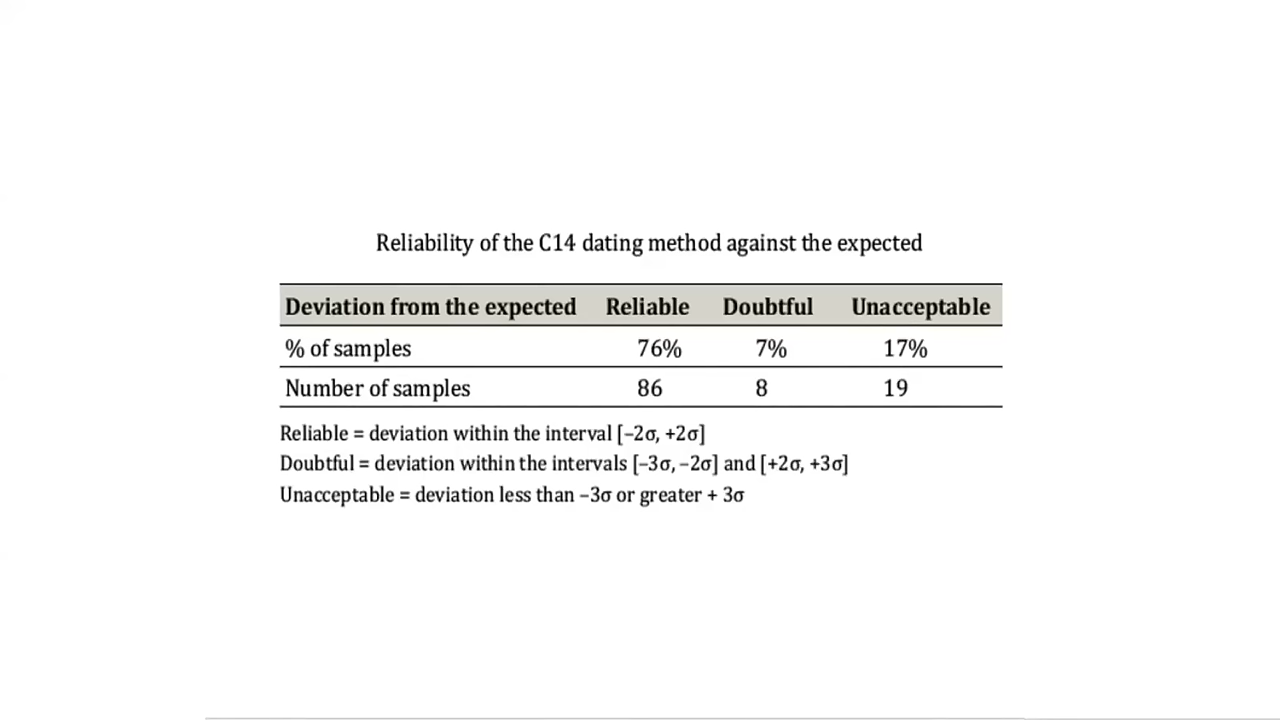 Reliability of the C14 dating method against the expected
Deviation from the expected Reliable Doubtful Unacceptable
% of samples 76% 7% 17%
Number of samples 86 8 19
Reliable = deviation within the interval [−2σ, +2σ]
Doubtful = deviation within the intervals [−3σ, −2σ] and [+2σ, +3σ]
Unacceptable = deviation less than −3σ or greater + 3σ